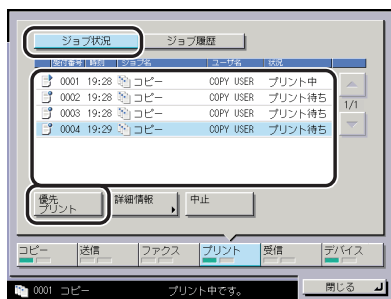 ジョブ状況 ジョブ履歴
受付番号 時刻 ジョブ名 ユーザ名 状況
0001 19:28 コピー COPY USER プリント中
0002 19:28 コピー COPY USER プリント待ち
0003 19:28 コピー COPY USER プリント待ち
0004 19:29 コピー COPY USER プリント待ち
1/1
優先
プリント
詳細情報 中止
コピー 送信 ファクス プリント 受信 デバイス
0001 コピー プリント中です。 閉じる